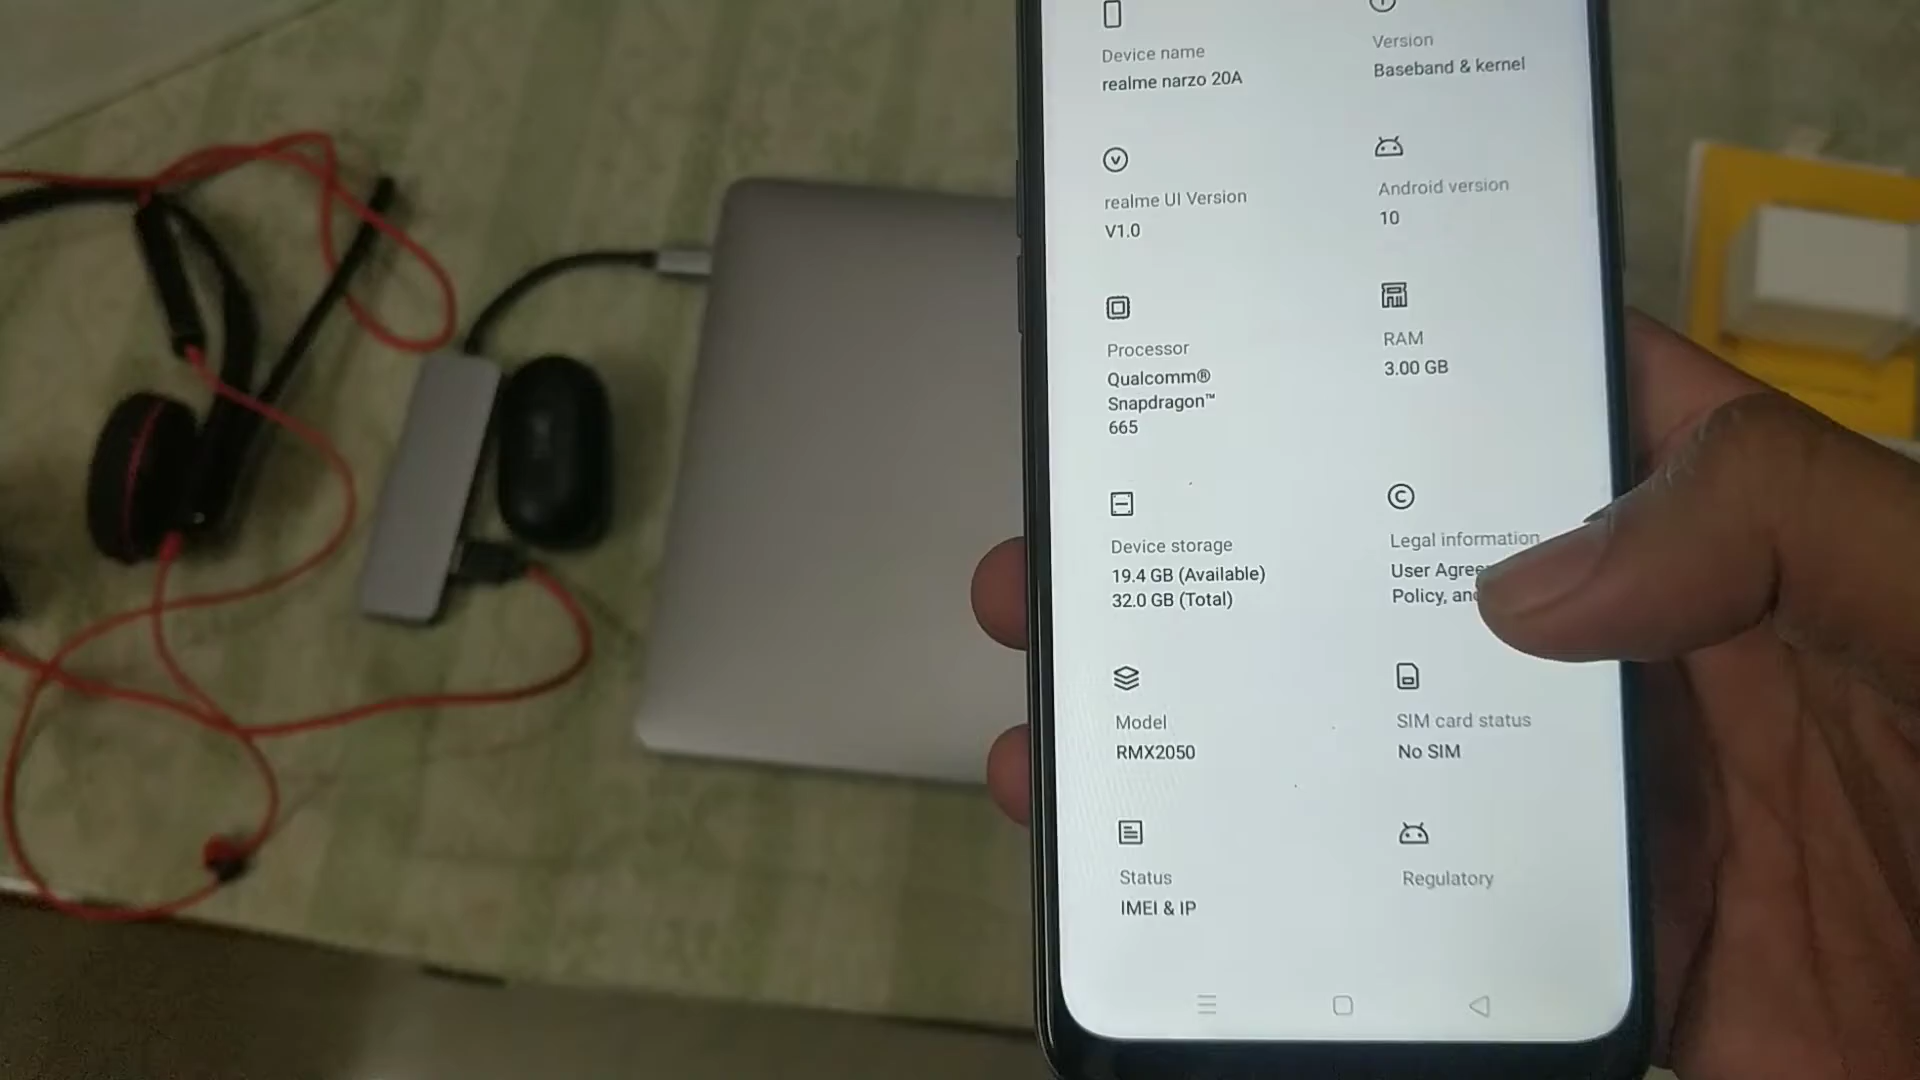 Device name
realme narzo 20A
Version
Baseband & kernel
realme UI Version
V1.0
Android version
10
Processor
Qualcomm®
Snapdragon™
665
RAM
3.00 GB
Device storage
19.4 GB (Available)
32.0 GB (Total)
Legal information
User
Policy,
Model
RMX2050
SIM card status
No SIM
Status
IMEI & IP
Regulatory